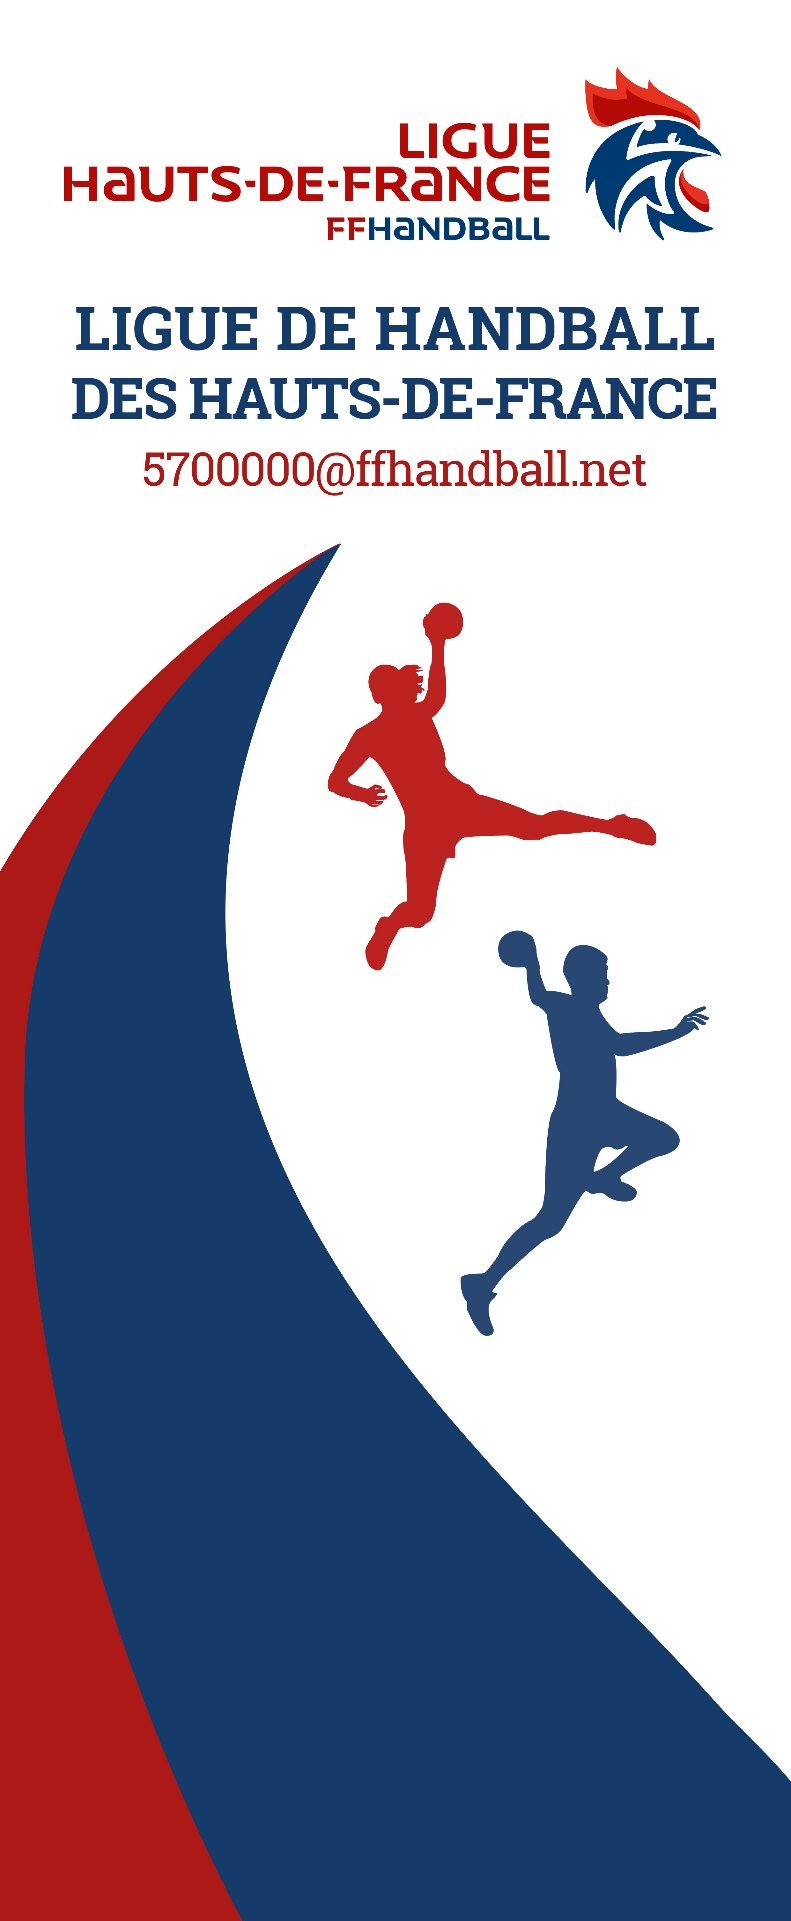 LIGUE
HAUTS-DE-FRANCE
FFHANDBALL
LIGUE DE HANDBALL
DES HAUTS-DE-FRANCE
5700000@ffhandball.net